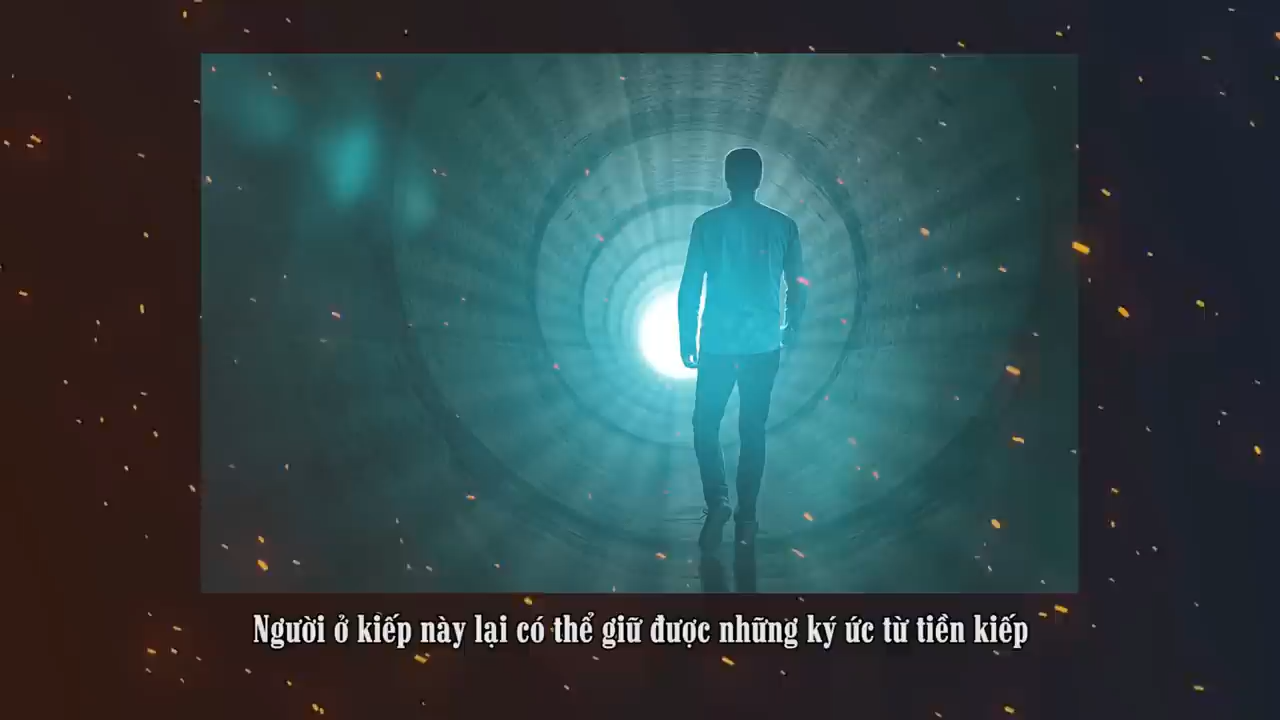 Người ở kiếp này lại có thể giữ được những ký ức từ tiền kiếp